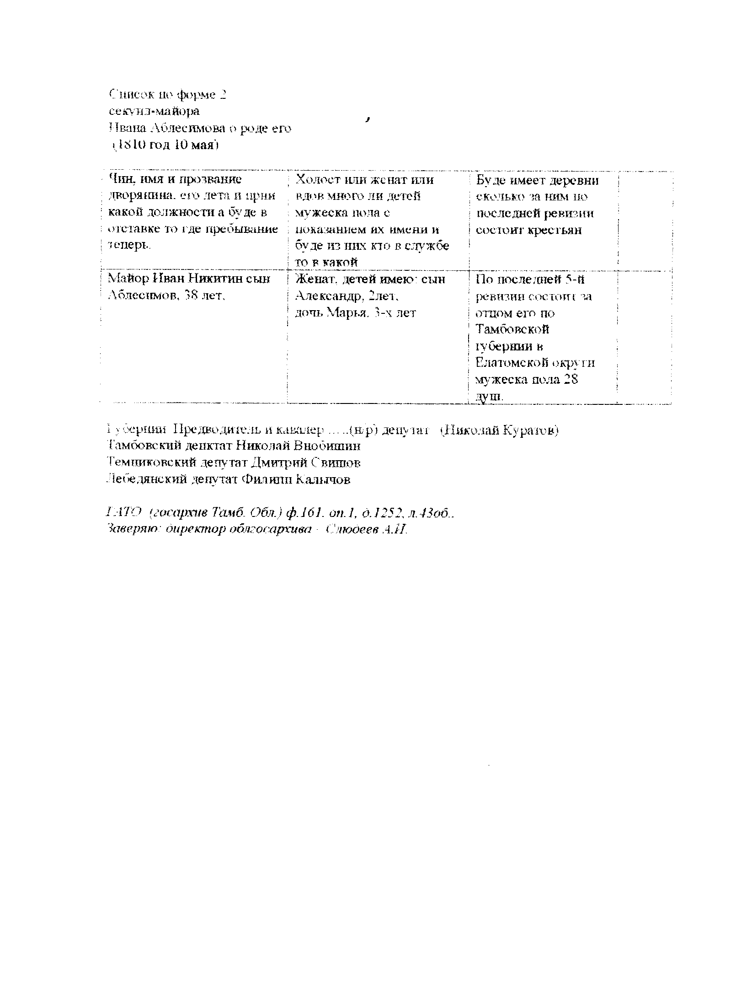 Список по форме 2
секунд-майора
Ивана Аблесимова о роде его
(1810 год 10 мая)
Чин, имя и прозвание
дворянина, его лета и прии
какой должности а буде в
отставке то где пребывание
теперь.
Холост или женат или
вдов много ли детей
мужеска пола с
показанием их имени и
буде из них кто в службе
то в какой
Буде имеет деревни
сколько за ним по
последней ревизии
состоит крестьян
Майор Иван Никитин сын
Аблесимов, 38 лет,
Женат, детей имею: сын
Александр, 2лет,
дочь Марья, 3-х лет
По последней 5-й
ревизии состоит за
отцом его по
Тамбовской
губернии в
Елатомской округи
мужеска пола 28
душ.
Губернии Предводитель и кавалер .....(н/р) депутат (Николай Куратов)
Тамбовский депктат Николай Внобишин
Темниковский депутат Дмитрий Свишов
Лебедянский депутат Филипп Калычов
ГАТО (госархив Тамб. Обл.) ф.161. оп.1, д.1252, л.43об..
Заверяю: директор облгосархива - Слюдеев А.И.